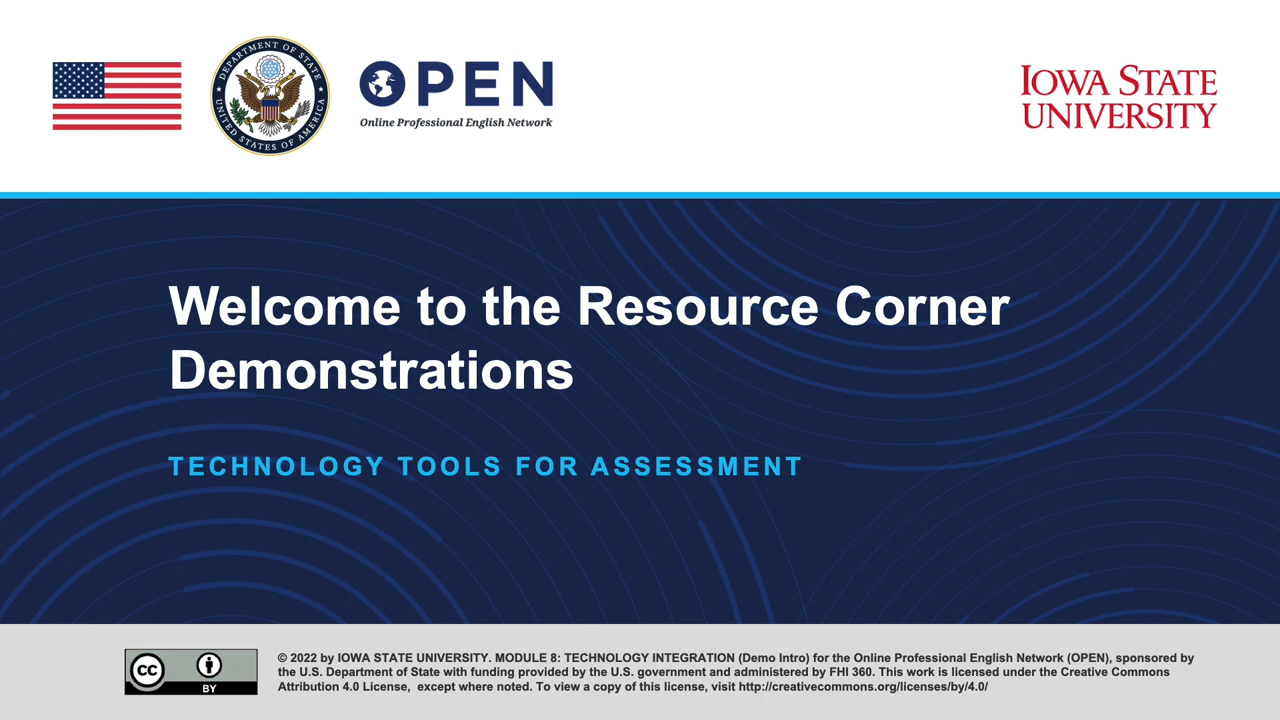 DEPARTMENT OF STATE
UNITED STATES OF AMERICA
OPEN
Online Professional English Network
IOWA STATE
UNIVERSITY
Welcome to the Resource Corner
Demonstrations
TECHNOLOGY TOOLS FOR ASSESSMENT
CC
BY
© 2022 by IOWA STATE UNIVERSITY. MODULE 8: TECHNOLOGY INTEGRATION (Demo Intro) for the Online Professional English Network (OPEN), sponsored by
the U.S. Department of State with funding provided by the U.S. government and administered by FHI 360. This work is licensed under the Creative Commons
Attribution 4.0 License, except where noted. To view a copy of this license, visit http://creativecommons.org/licenses/by/4.0/